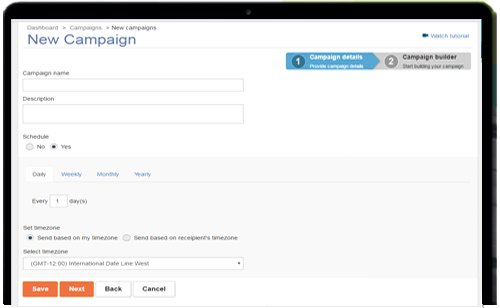 Dashboard > Campaigns > New campaigns
New Campaign
Watch tutorial
1 Campaign details
Provide campaign details
2 Campaign builder
Start building your campaign
Campaign name
Description
Schedule
No Yes
Daily Weekly Monthly Yearly
Every 1 day(s)
Set timezone
Send based on my timezone Send based on receipient's timezone
Select timezone
(GMT-12:00) International Date Line West
Save Next Back Cancel